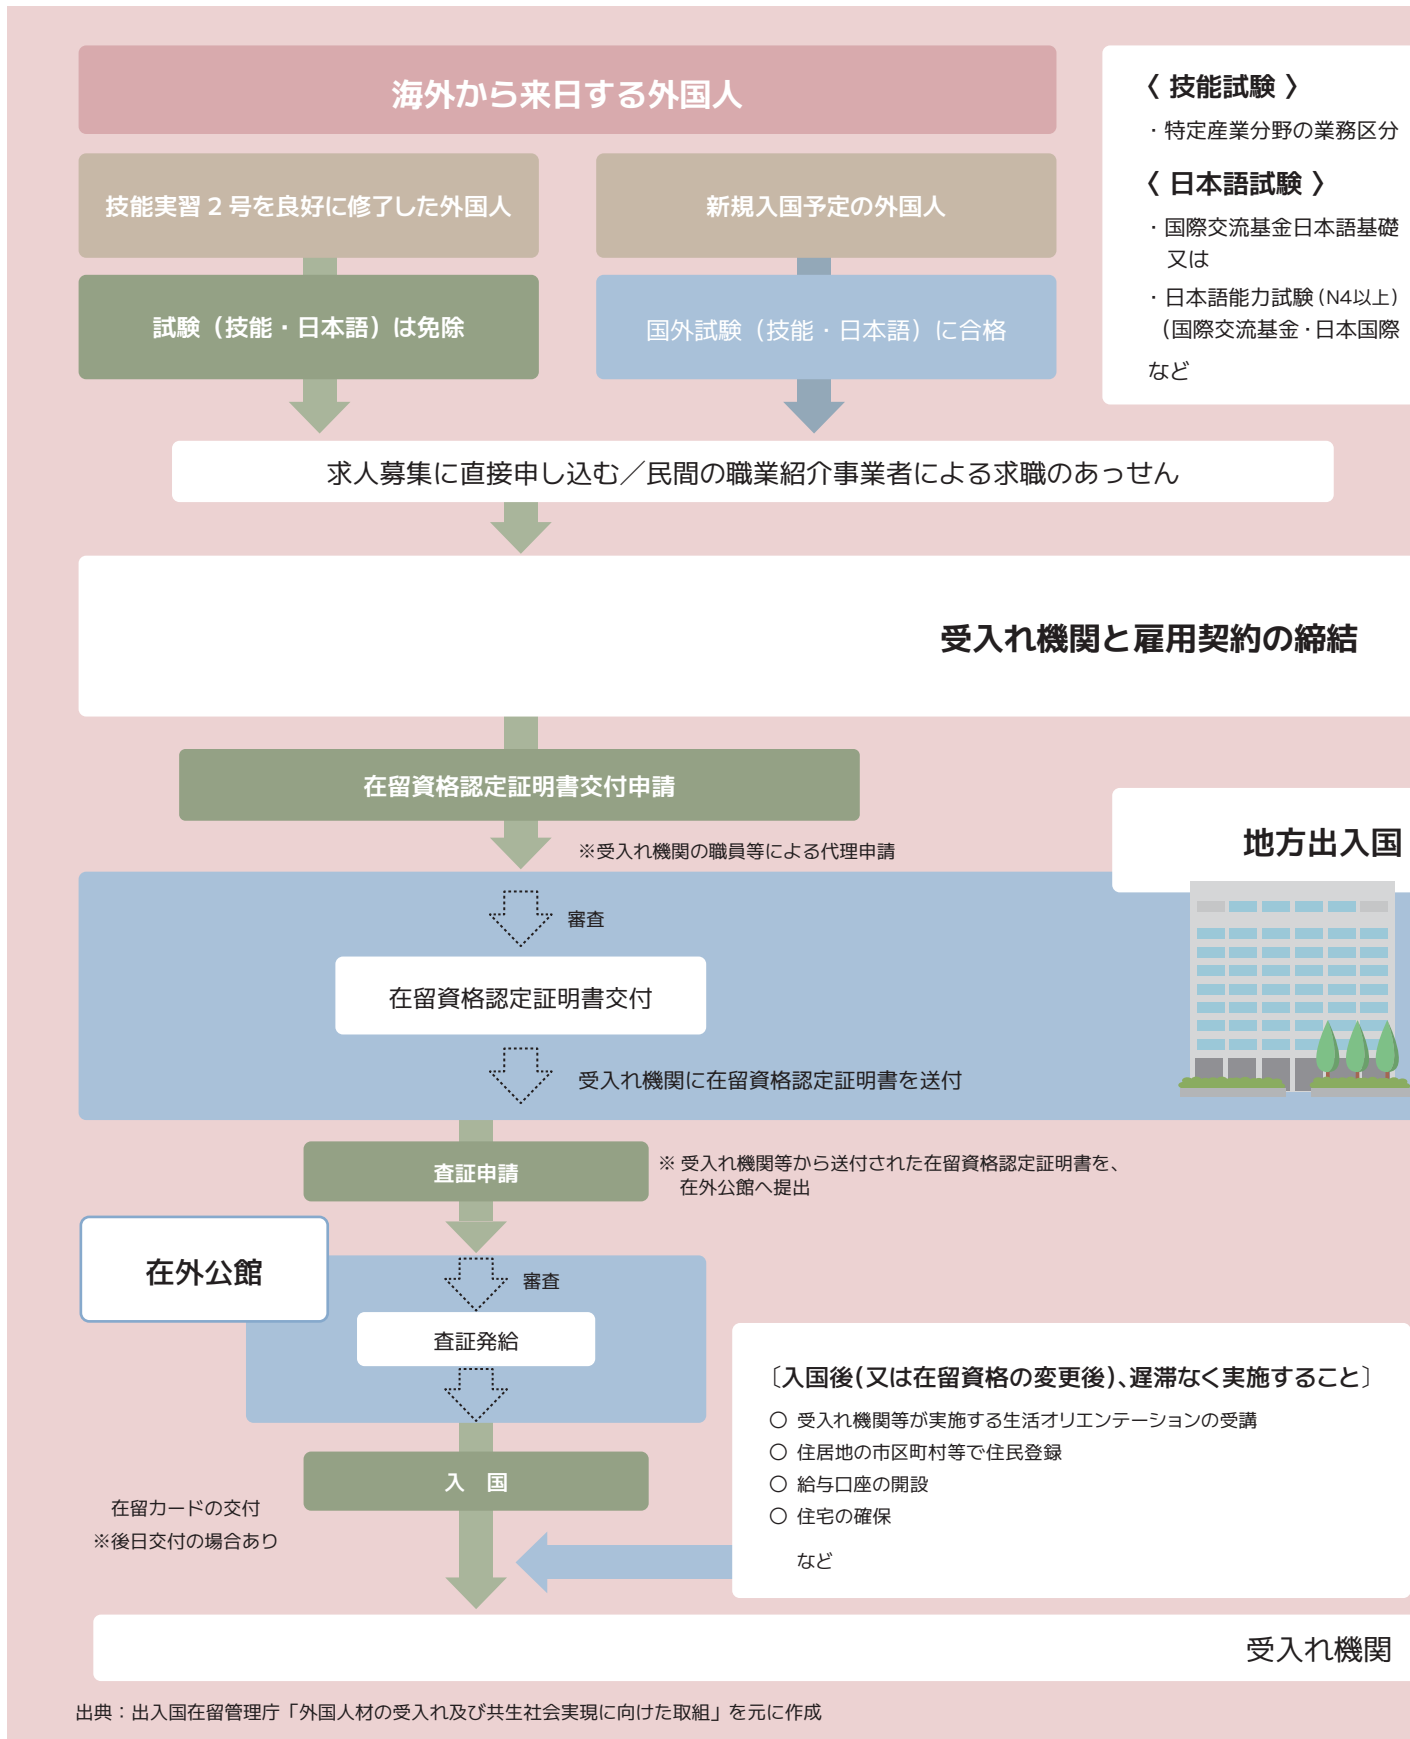 海外から来日する外国人
技能実習2号を良好に修了した外国人
新規入国予定の外国人
試験（技能・日本語）は免除
国外試験（技能・日本語）に合格
〈 技能試験 〉
・特定産業分野の業務区分
〈 日本語試験 〉
・国際交流基金日本語基礎
又は
・日本語能力試験（N4以上）
（国際交流基金・日本国際
など
求人募集に直接申し込む／民間の職業紹介事業者による求職のあっせん
受入れ機関と雇用契約の締結
在留資格認定証明書交付申請
※受入れ機関の職員等による代理申請
地方出入国
審査
在留資格認定証明書交付
受入れ機関に在留資格認定証明書を送付
査証申請
※ 受入れ機関等から送付された在留資格認定証明書を、
在外公館へ提出
在外公館
審査
査証発給
入　国
在留カードの交付
※後日交付の場合あり
〔入国後（又は在留資格の変更後）、遅滞なく実施すること〕
○ 受入れ機関等が実施する生活オリエンテーションの受講
○ 住居地の市区町村等で住民登録
○ 給与口座の開設
○ 住宅の確保
など
受入れ機関
出典：出入国在留管理庁「外国人材の受入れ及び共生社会実現に向けた取組」を元に作成